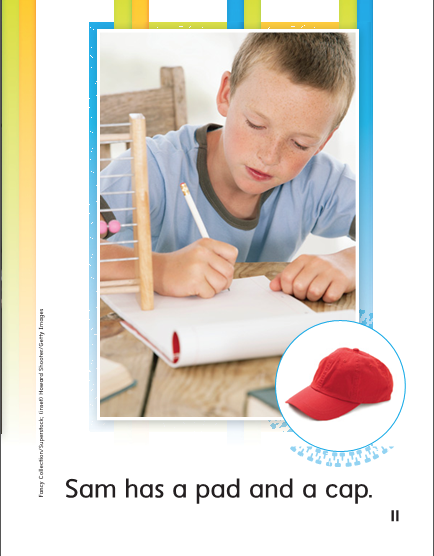 Fancy Collection/Superstock; (inset) Howard Shooter/Getty Images
Sam has a pad and a cap.
11